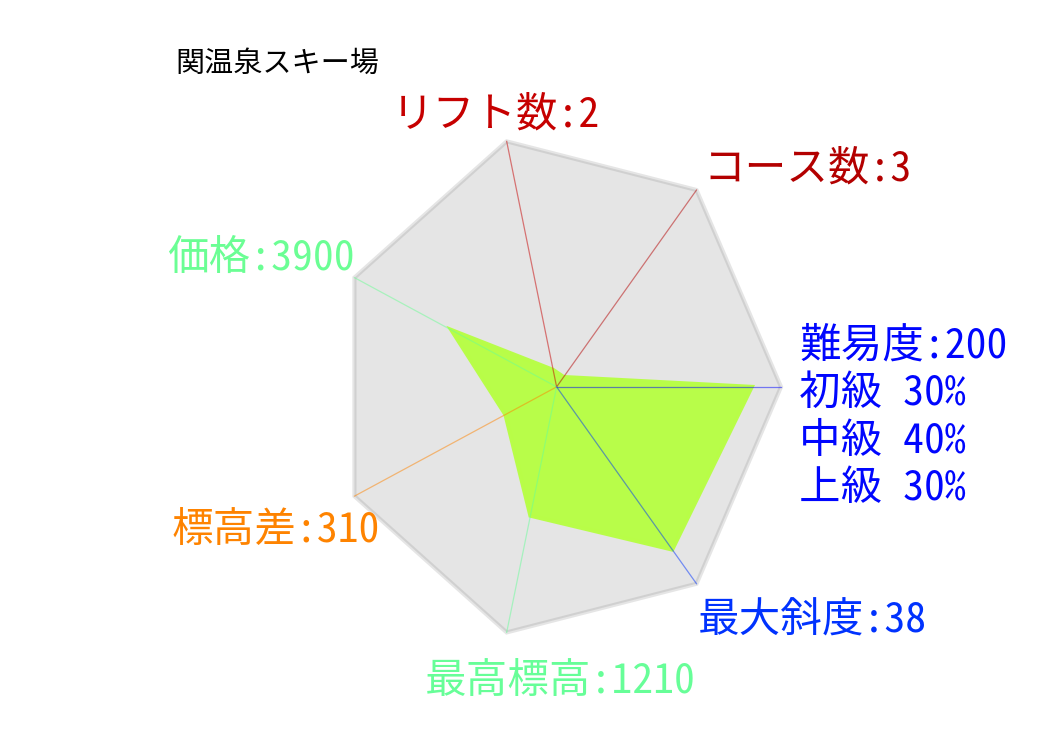 関温泉スキー場
リフト数:2
コース数:3
価格:3900
難易度:200
初級 30%
中級 40%
上級 30%
標高差:310
最大斜度:38
最高標高:1210